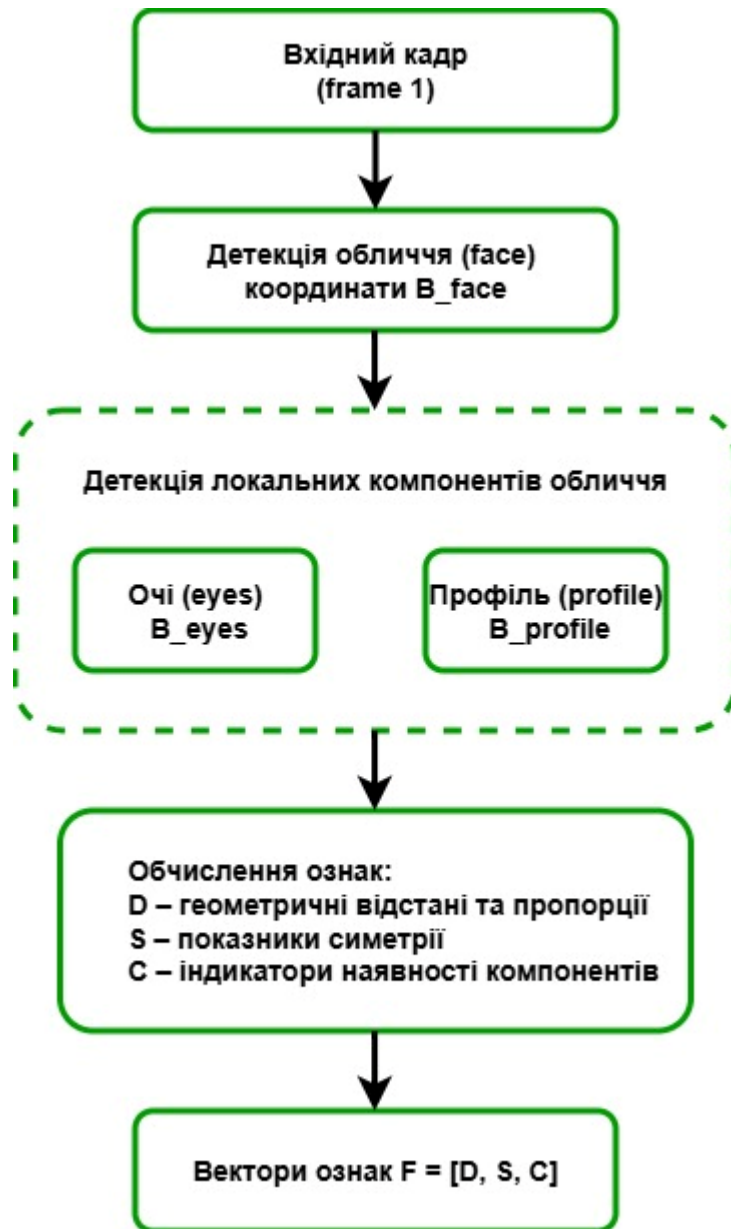 Вхідний кадр
(frame 1)
Детекція обличчя (face)
координати B_face
Детекція локальних компонентів обличчя
Очі (eyes)
B_eyes
Профіль (profile)
B_profile
Обчислення ознак:
D – геометричні відстані та пропорції
S – показники симетрії
C – індикатори наявності компонентів
Вектори ознак F = [D, S, C]